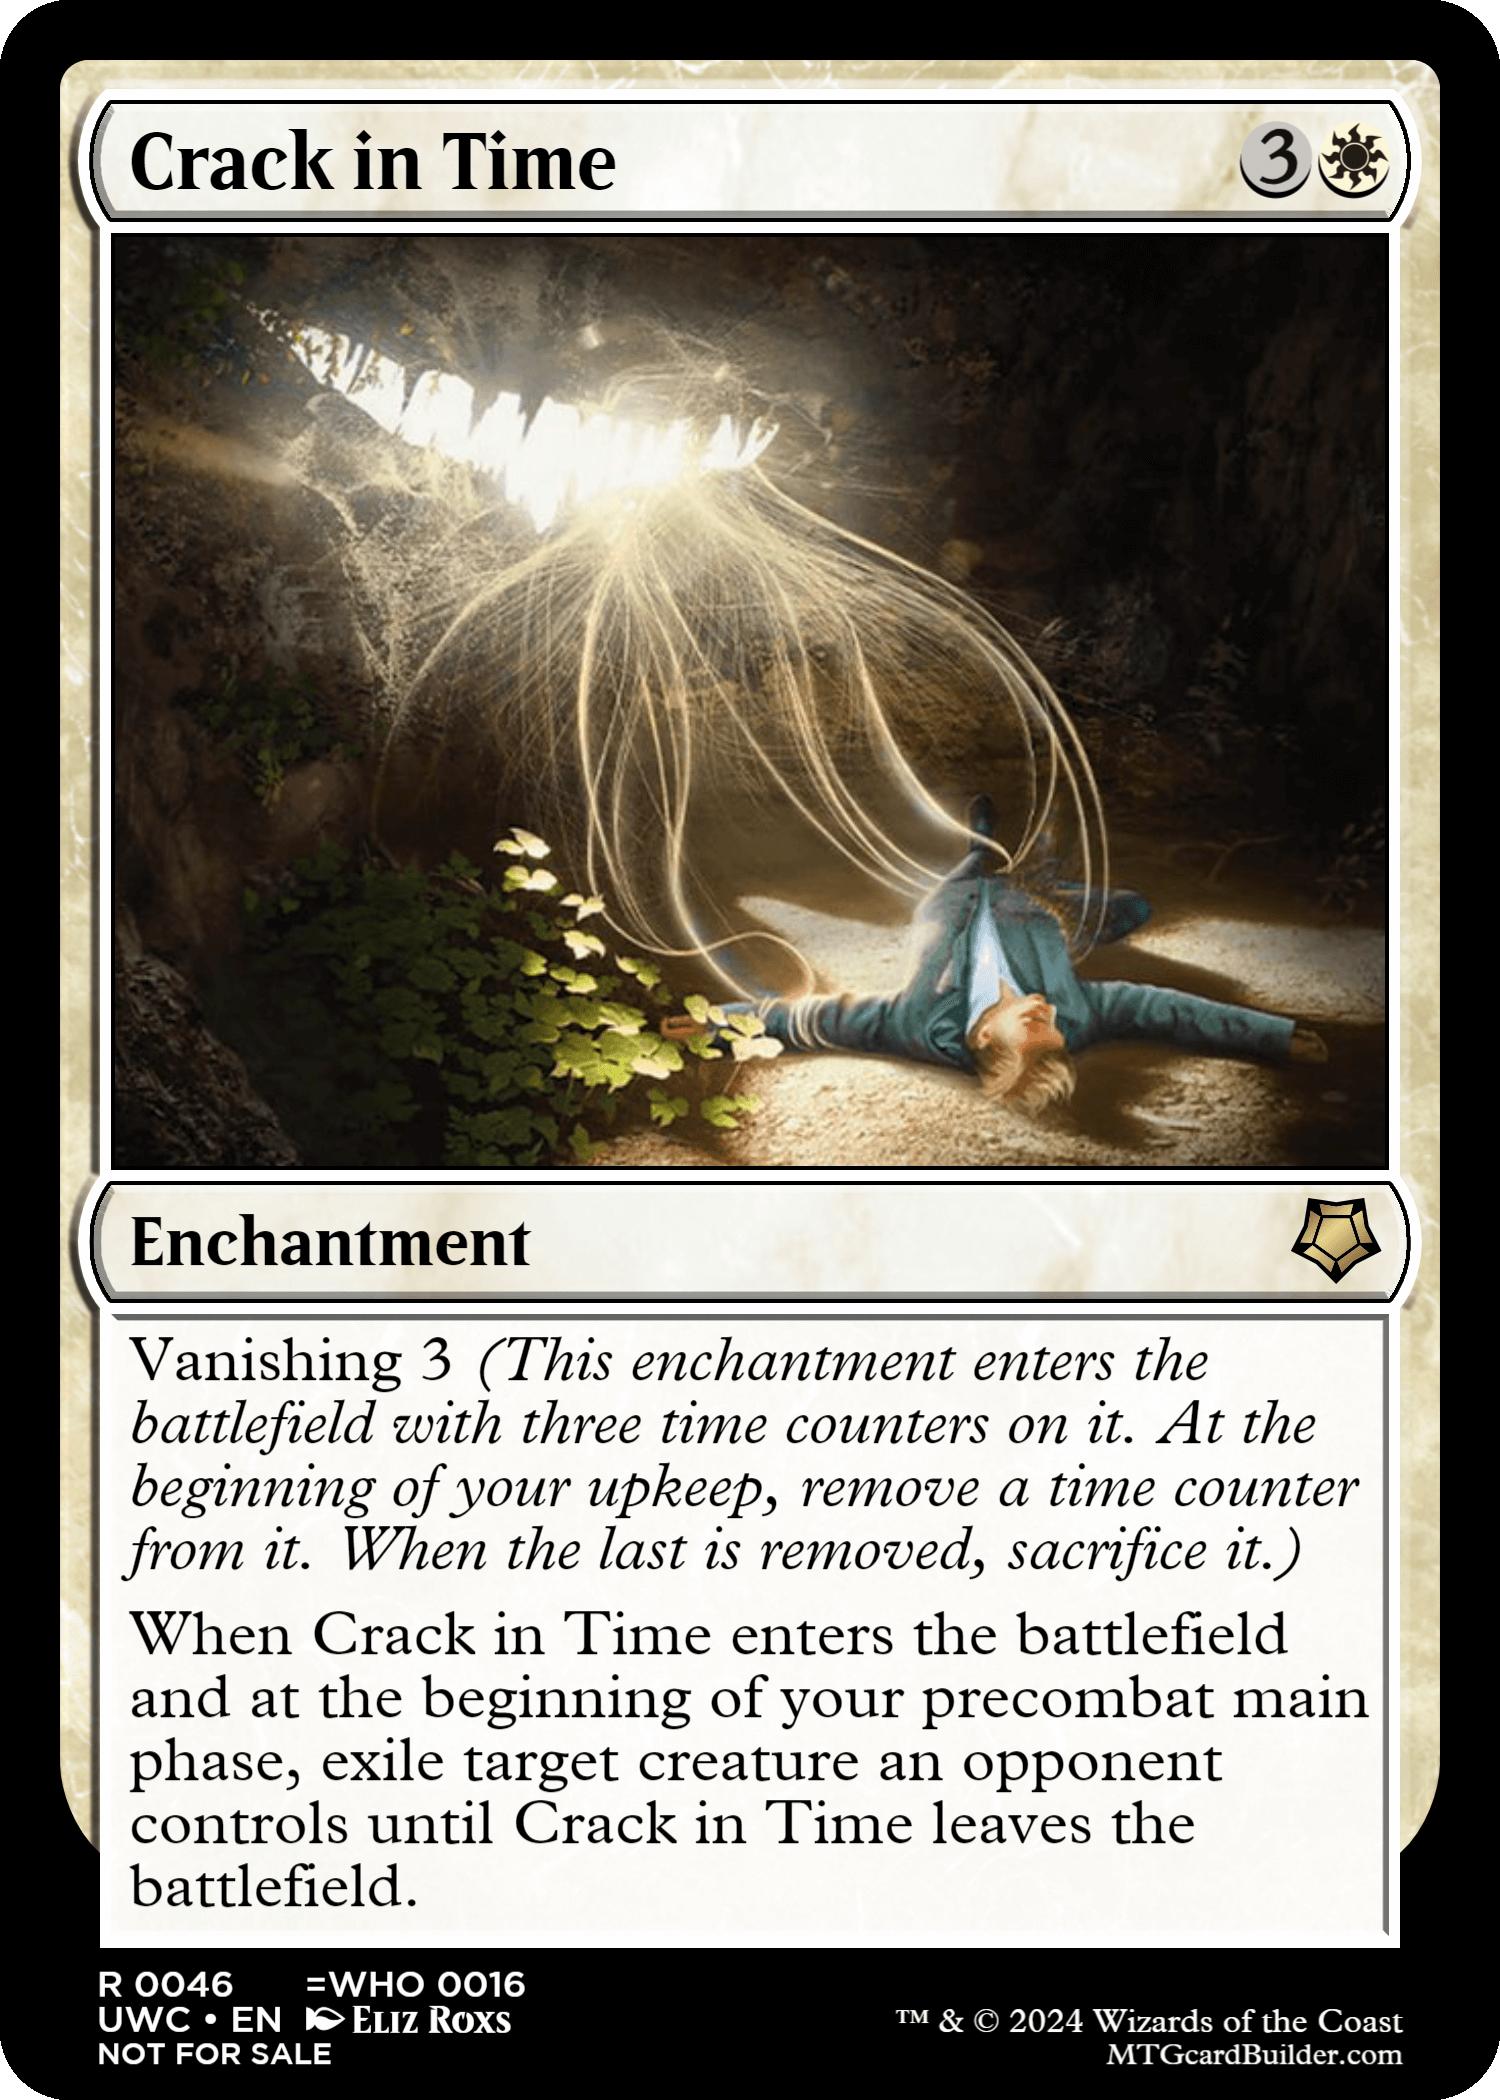 Crack in Time 3
Enchantment
Vanishing 3 (This enchantment enters the
battlefield with three time counters on it. At the
beginning of your upkeep, remove a time counter
from it. When the last is removed, sacrifice it.)
When Crack in Time enters the battlefield
and at the beginning of your precombat main
phase, exile target creature an opponent
controls until Crack in Time leaves the
battlefield.
R 0046 =WHO 0016
UWC • EN Eliz Roxs
NOT FOR SALE
™ & © 2024 Wizards of the Coast
MTGcardBuilder.com